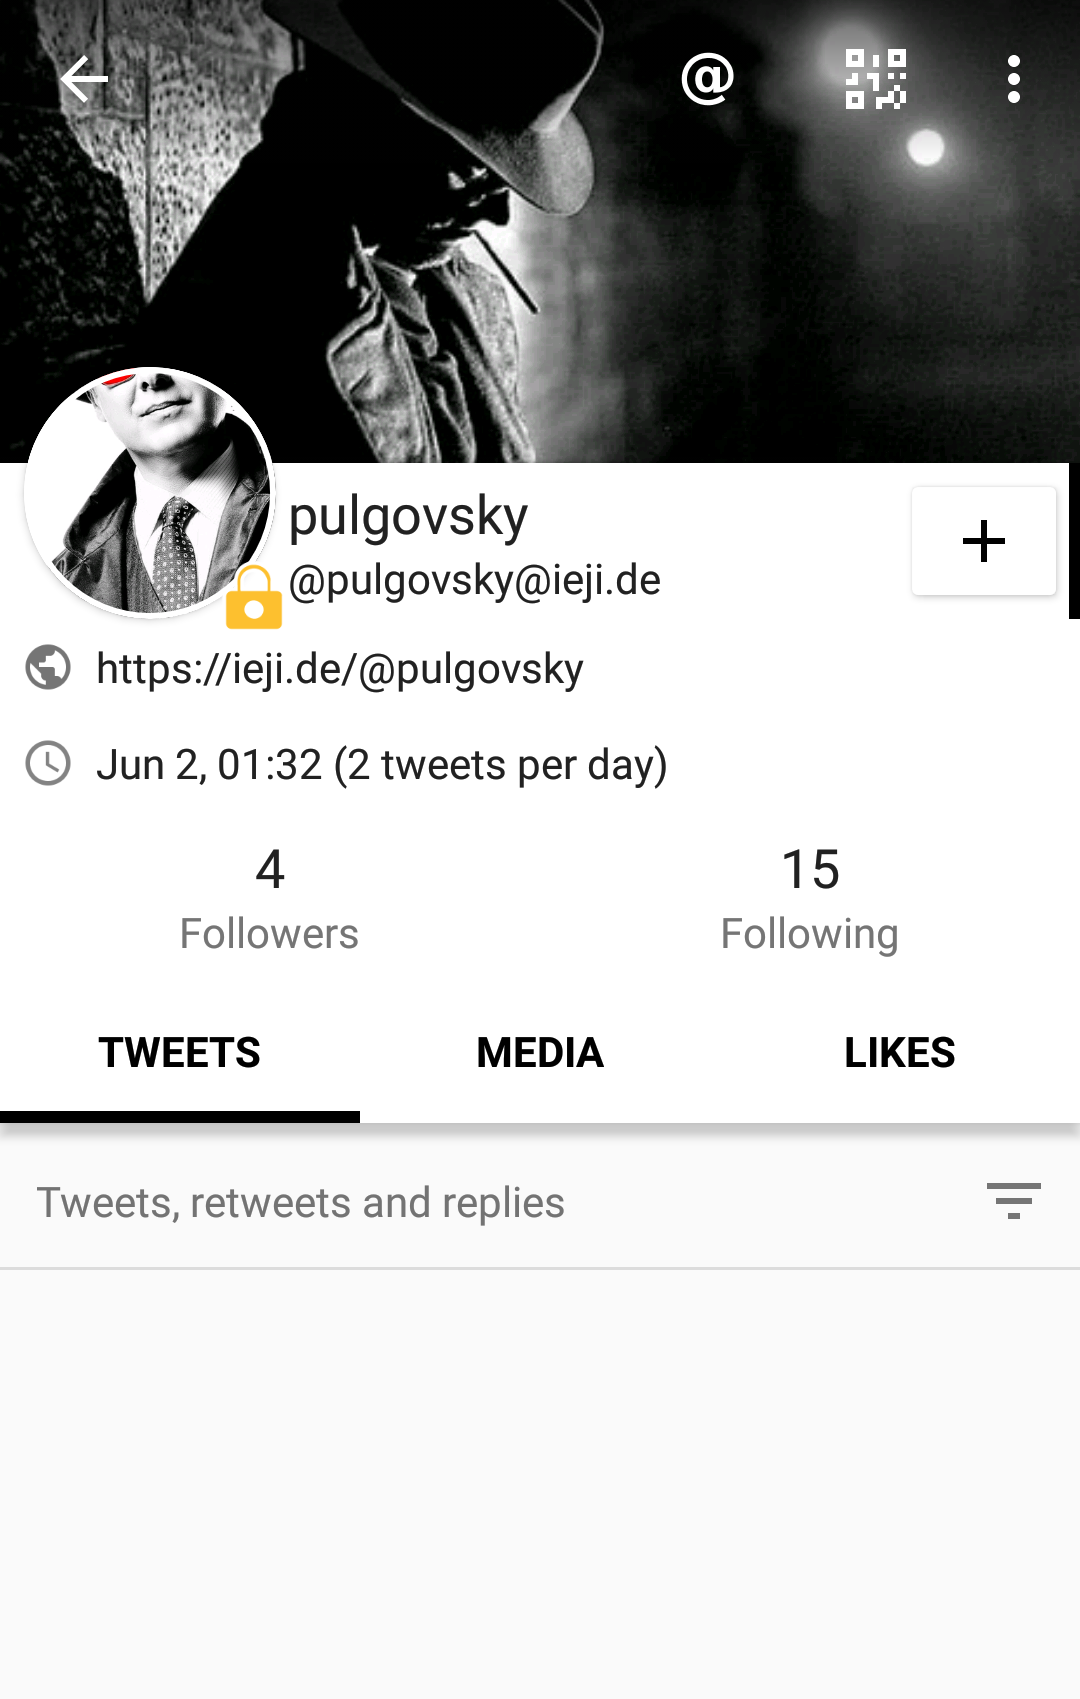 @
pulgovsky
@pulgovsky@ieji.de
https://ieji.de/@pulgovsky
Jun 2, 01:32 (2 tweets per day)
4
Followers
15
Following
TWEETS
MEDIA
LIKES
Tweets, retweets and replies